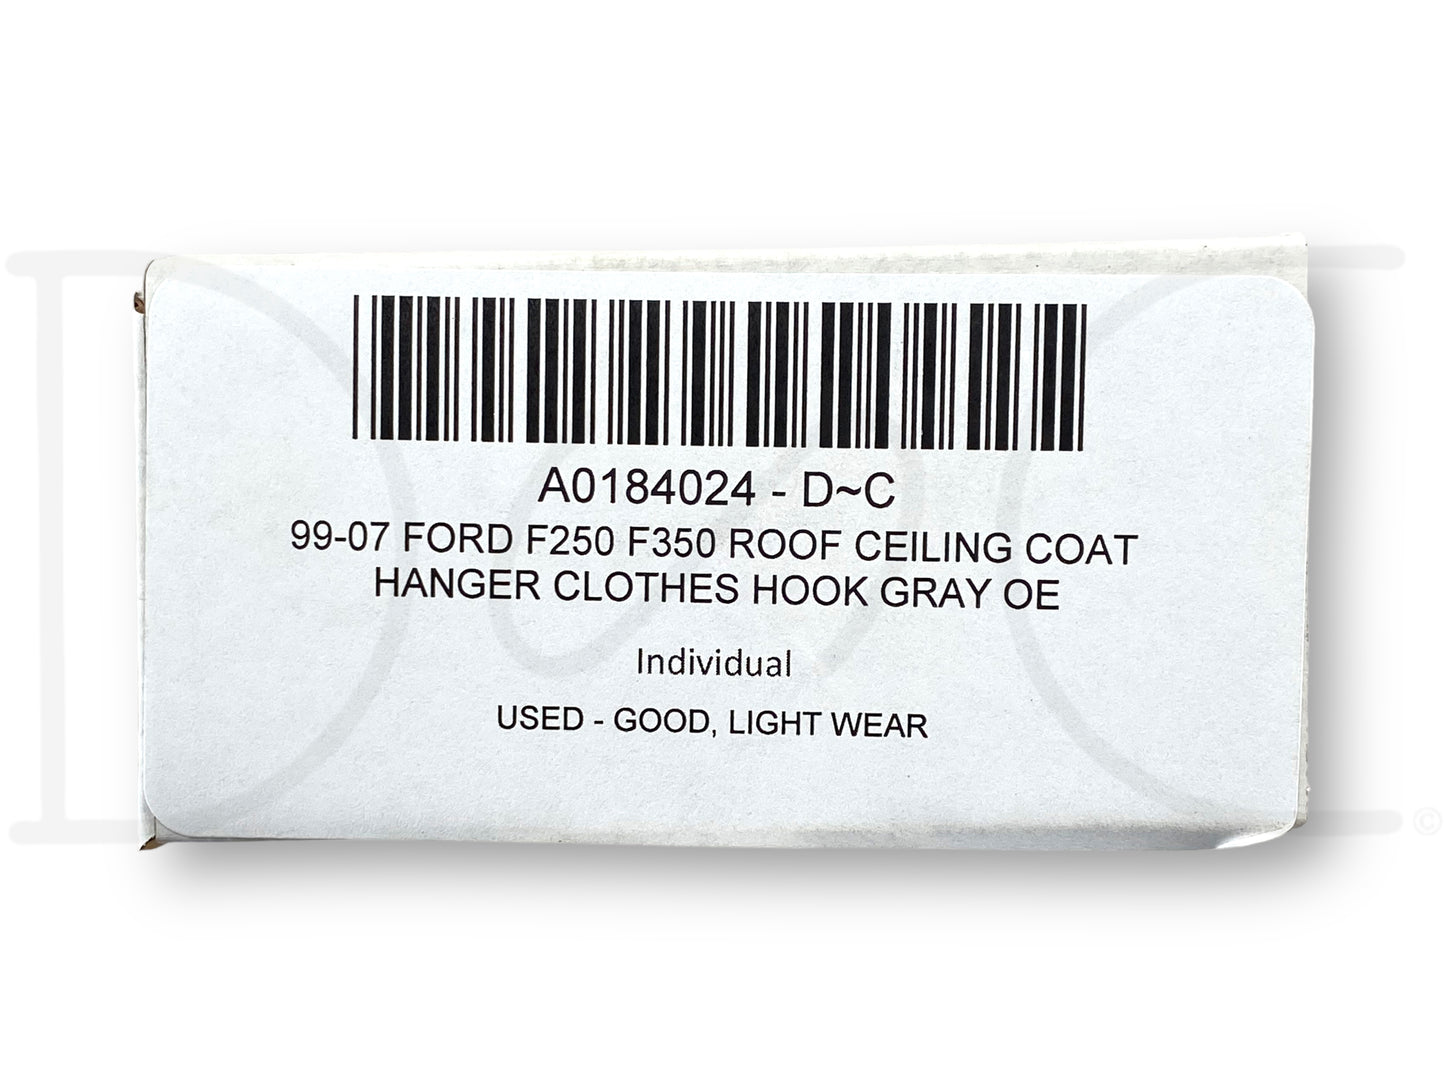 A0184024 - D~C
99-07 FORD F250 F350 ROOF CEILING COAT
HANGER CLOTHES HOOK GRAY OE
Individual
USED - GOOD, LIGHT WEAR
D~C
©